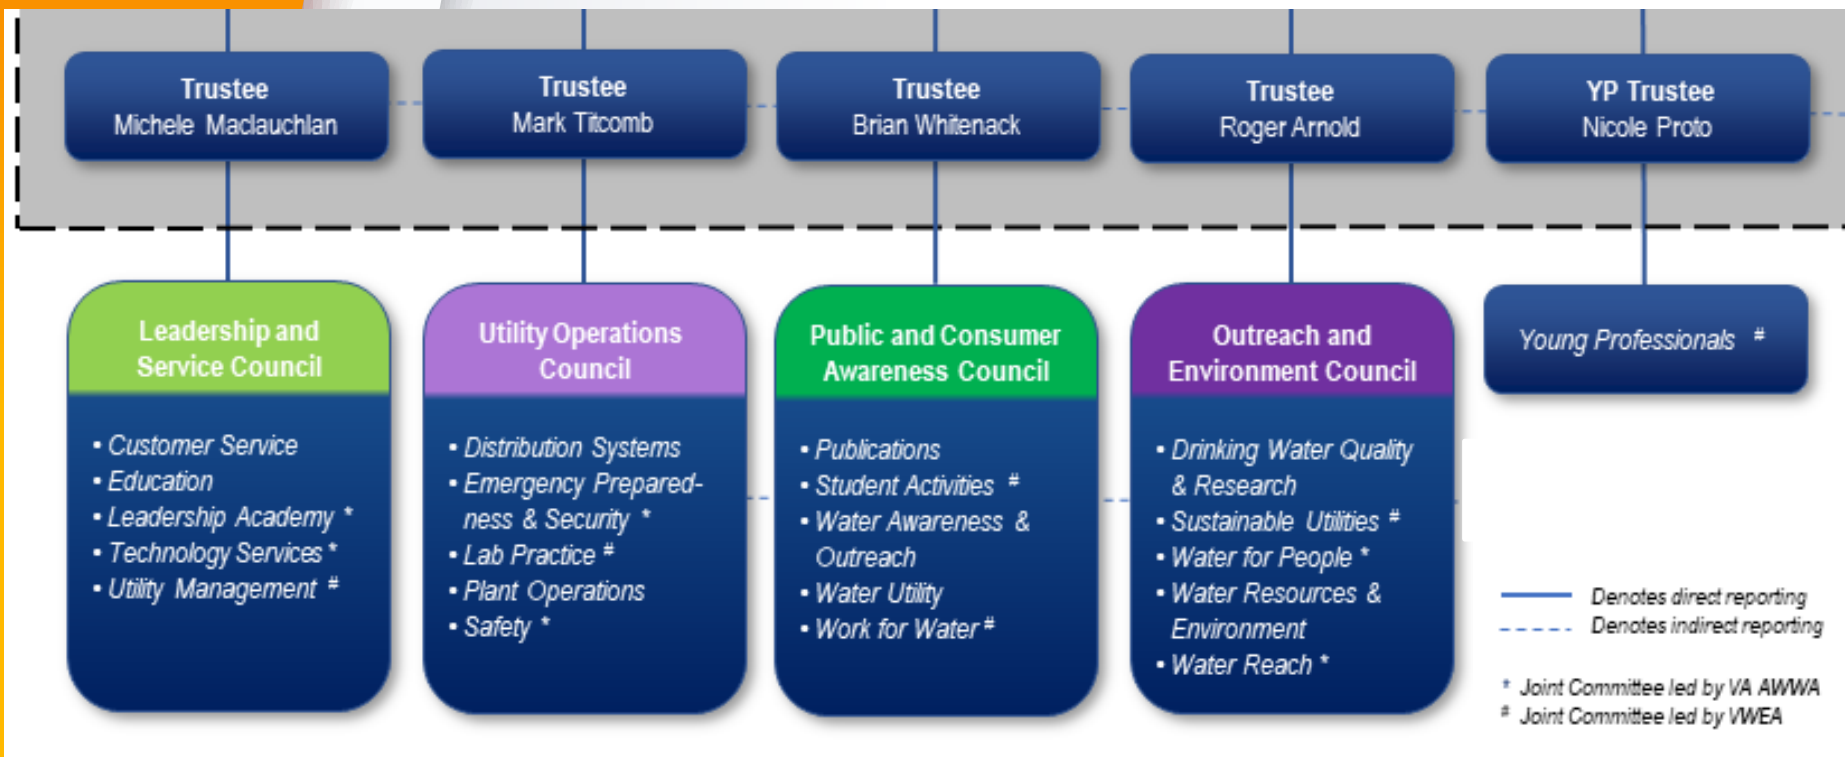 Trustee
Michele Maclauchlan
Trustee
Mark Titcomb
Trustee
Brian Whitenack
Trustee
Roger Arnold
YP Trustee
Nicole Proto
Leadership and
Service Council
• Customer Service
• Education
• Leadership Academy *
• Technology Services *
• Utility Management #
Utility Operations
Council
• Distribution Systems
• Emergency Prepared-
ness & Security *
• Lab Practice #
• Plant Operations
• Safety *
Public and Consumer
Awareness Council
• Publications
• Student Activities #
• Water Awareness &
Outreach
• Water Utility
• Work for Water #
Outreach and
Environment Council
• Drinking Water Quality
& Research
• Sustainable Utilities #
• Water for People *
• Water Resources &
Environment
• Water Reach *
Young Professionals #
Denotes direct reporting
Denotes indirect reporting
* Joint Committee led by VA AWWA
# Joint Committee led by VWEA